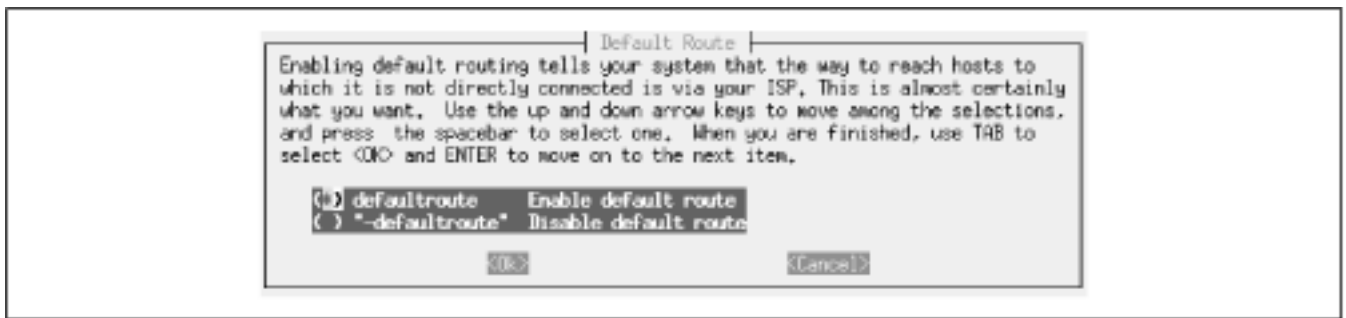 Default Route
Enabling default routing tells your system that the way to reach hosts to
which it is not directly connected is via your ISP. This is almost certainly
what you want.  Use the up and down arrow keys to move among the selections,
and press  the spacebar to select one.  When you are finished, use TAB to
select <OK> and ENTER to move on to the next item.
(*) defaultroute    Enable default route
( ) "-defaultroute"  Disable default route
<Ok> <Cancel>